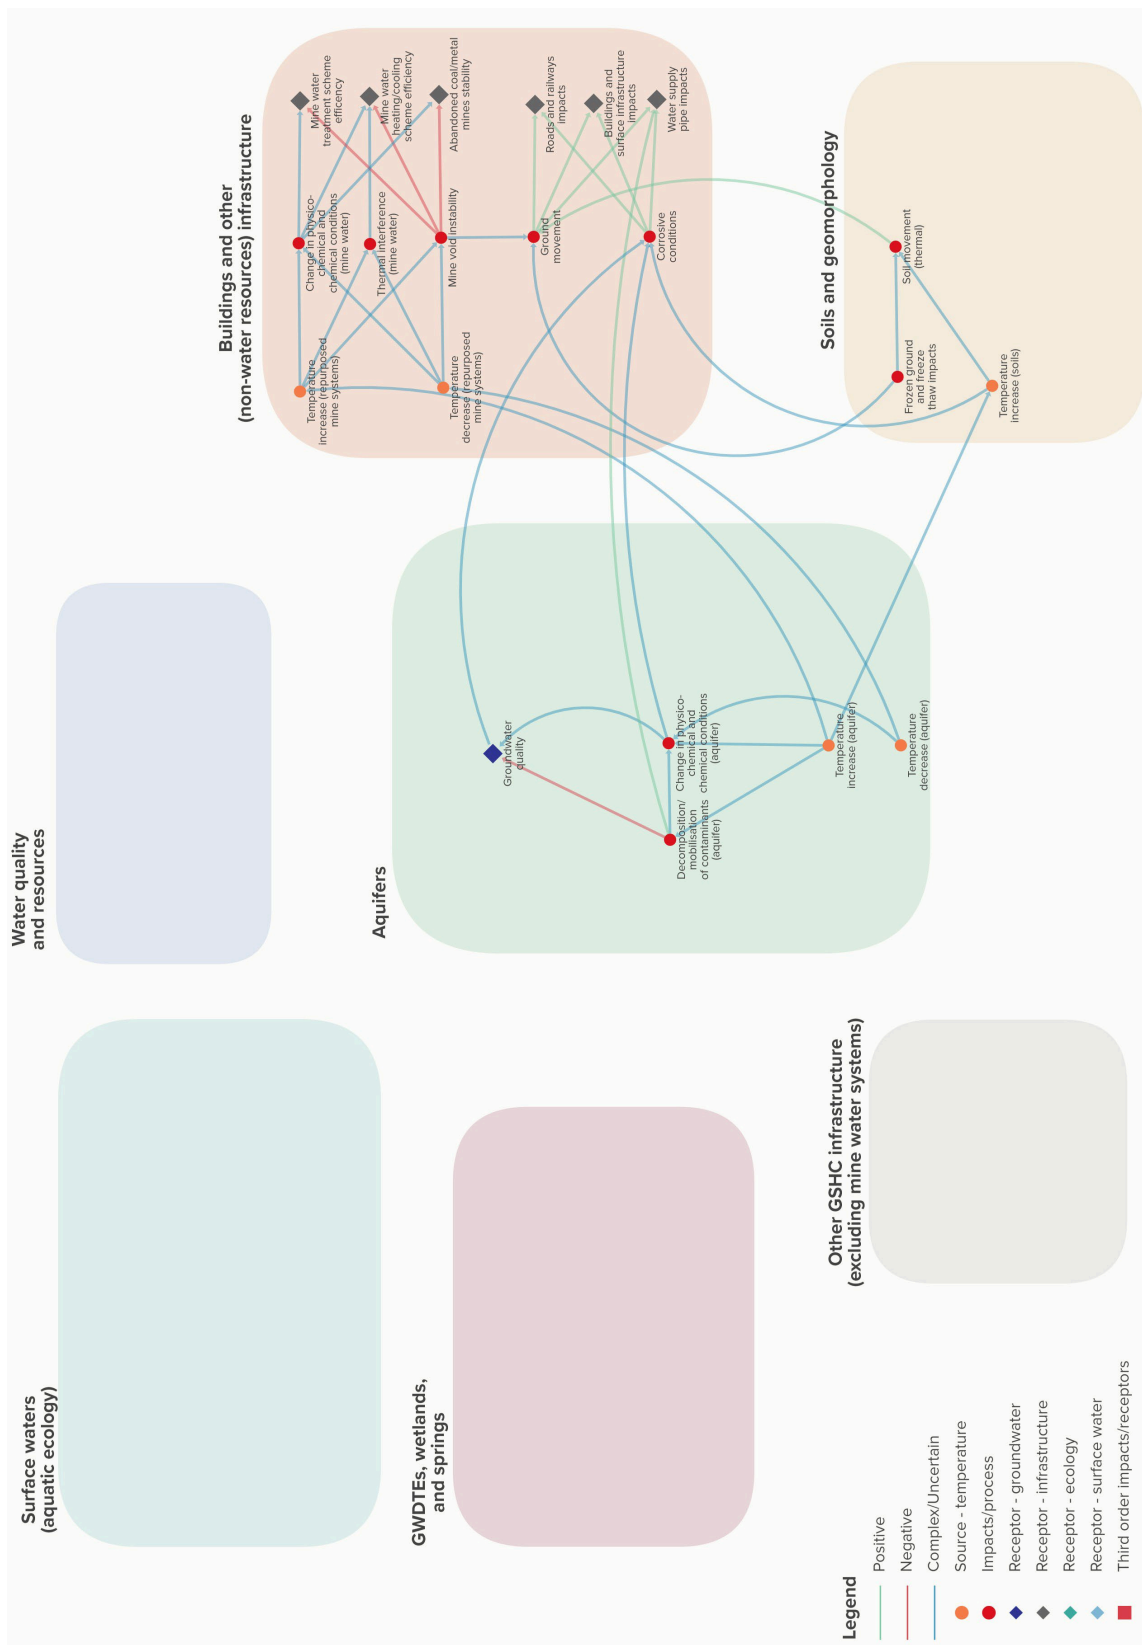 Surface waters
(aquatic ecology)
Water quality
and resources
Buildings and other
(non-water resources) infrastructure
Temperature
increase (repurposed
mine systems)
Change in physico-
chemical and
chemical conditions
(mine water)
Mine water
treatment scheme
efficency
Thermal interference
(mine water)
Mine water
heating/cooling
scheme efficiency
Temperature
decrease (repurposed
mine systems)
Mine void instability
Abandoned coal/metal
mines stability
Ground
movement
Roads and railways
impacts
Buildings and
surface infrastructure
impacts
Corrosive
conditions
Water supply
pipe impacts
GWDTEs, wetlands,
and springs
Aquifers
Groundwater
quality
Decomposition/
mobilisation
of contaminants
(aquifer)
Change in physico-
chemical and
chemical conditions
(aquifer)
Temperature
increase (aquifer)
Temperature
decrease (aquifer)
Other GSHC infrastructure
(excluding mine water systems)
Soils and geomorphology
Frozen ground
and freeze
thaw impacts
Soil movement
(thermal)
Temperature
increase (soils)
Legend
Positive
Negative
Complex/Uncertain
Source - temperature
Impacts/process
Receptor - groundwater
Receptor - infrastructure
Receptor - ecology
Receptor - surface water
Third order impacts/receptors